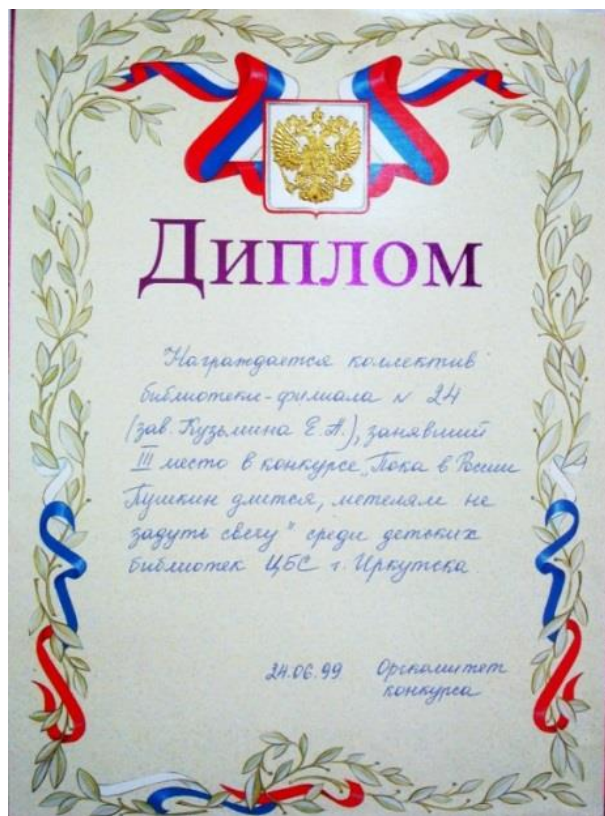 Диплом
Награждается коллектив
библиотеки-филиала N 24
(зав. Кузьмина Е.А.), занявший
III место в конкурсе „Пока в России
Пушкин длится, метелям не
задуть свечу" среди детских
библиотек ЦБС г. Иркутска.
24.06.99 Оргкомитет
конкурса